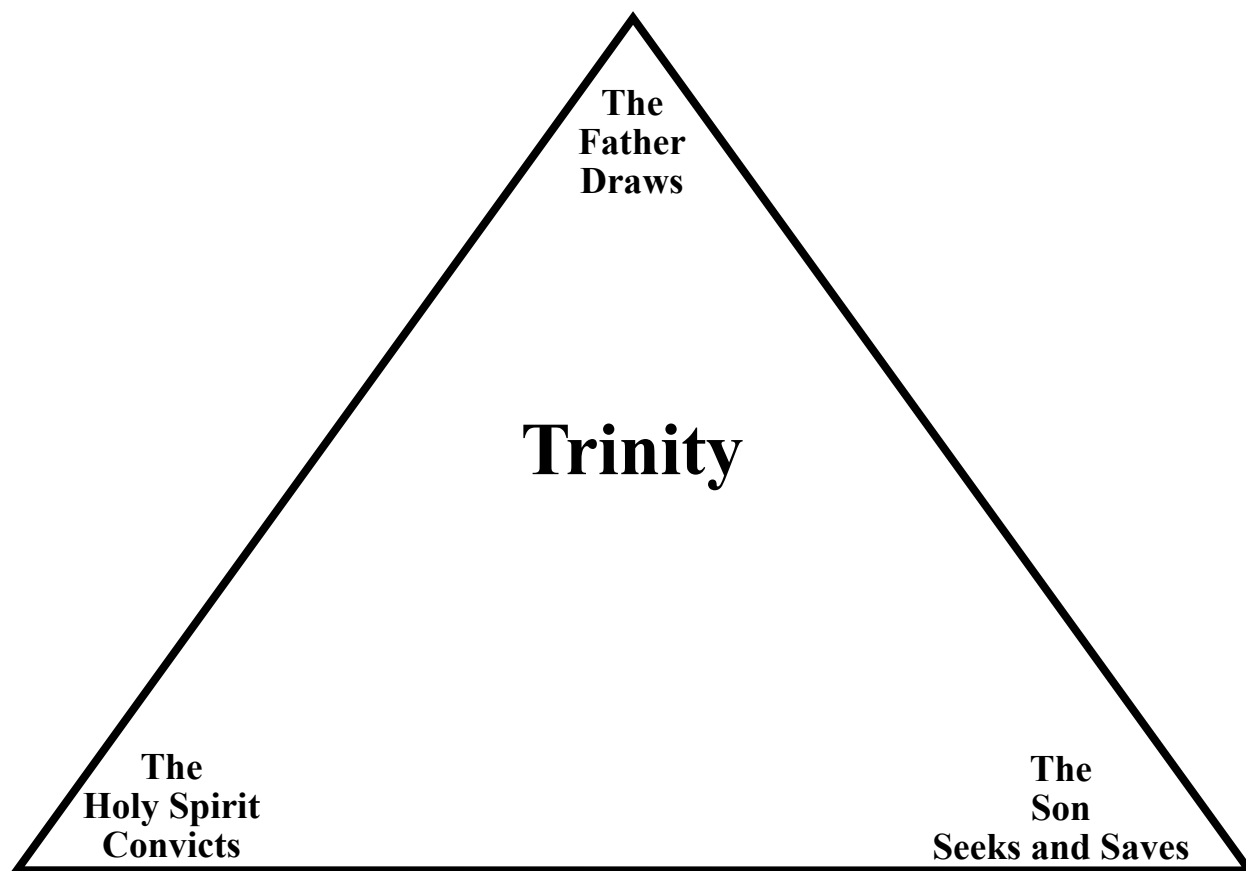 The
Father
Draws
Trinity
The
Holy Spirit
Convicts
The
Son
Seeks and Saves